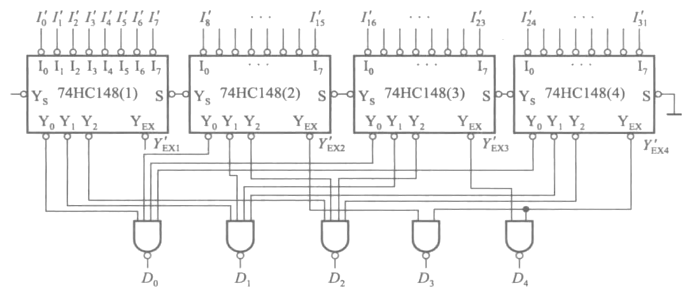 I′0 I′1 I′2 I′3 I′4 I′5 I′6 I′7 I′8 · · · I′15 I′16 · · · I′23 I′24 · · · I′31
I0 I1 I2 I3 I4 I5 I6 I7 I0 · · · I7 I0 · · · I7 I0 · · · I7
YS 74HC148(1) S YS 74HC148(2) S YS 74HC148(3) S YS 74HC148(4) S
Y0 Y1 Y2 YEX Y0 Y1 Y2 YEX Y0 Y1 Y2 YEX Y0 Y1 Y2 YEX
Y′EX1 Y′EX2 Y′EX3 Y′EX4
D0 D1 D2 D3 D4